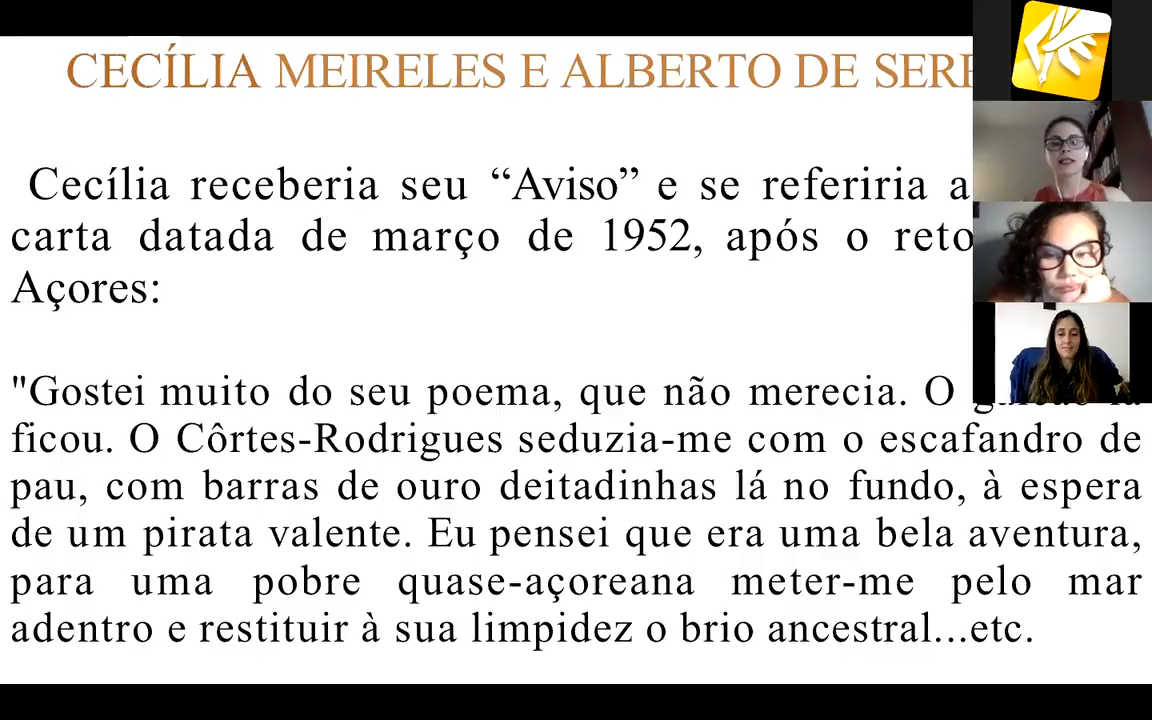 CECÍLIA MEIRELES E ALBERTO DE
Cecília receberia seu “Aviso” e se referiria a
carta datada de março de 1952, após o
Açores:
"Gostei muito do seu poema, que não merecia. O
ficou. O Côrtes-Rodrigues seduzia-me com o escafandro de
pau, com barras de ouro deitadinhas lá no fundo, à espera
de um pirata valente. Eu pensei que era uma bela aventura,
para uma pobre quase-açoreana meter-me pelo mar
adentro e restituir à sua limpidez o brio ancestral...etc.